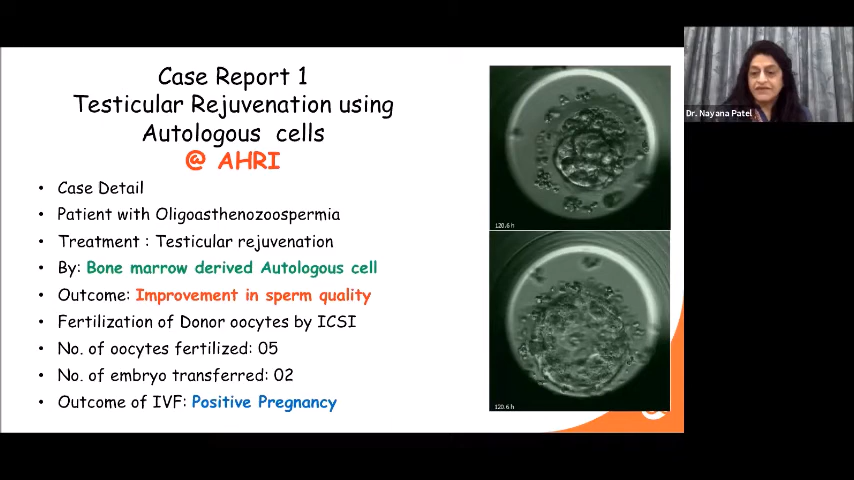 Case Report 1
Testicular Rejuvenation using
Autologous cells
@ AHRI
• Case Detail
• Patient with Oligoasthenozoospermia
• Treatment : Testicular rejuvenation
• By: Bone marrow derived Autologous cell
• Outcome: Improvement in sperm quality
• Fertilization of Donor oocytes by ICSI
• No. of oocytes fertilized: 05
• No. of embryo transferred: 02
• Outcome of IVF: Positive Pregnancy
120.6 h
120.6 h
Dr. Nayana Patel